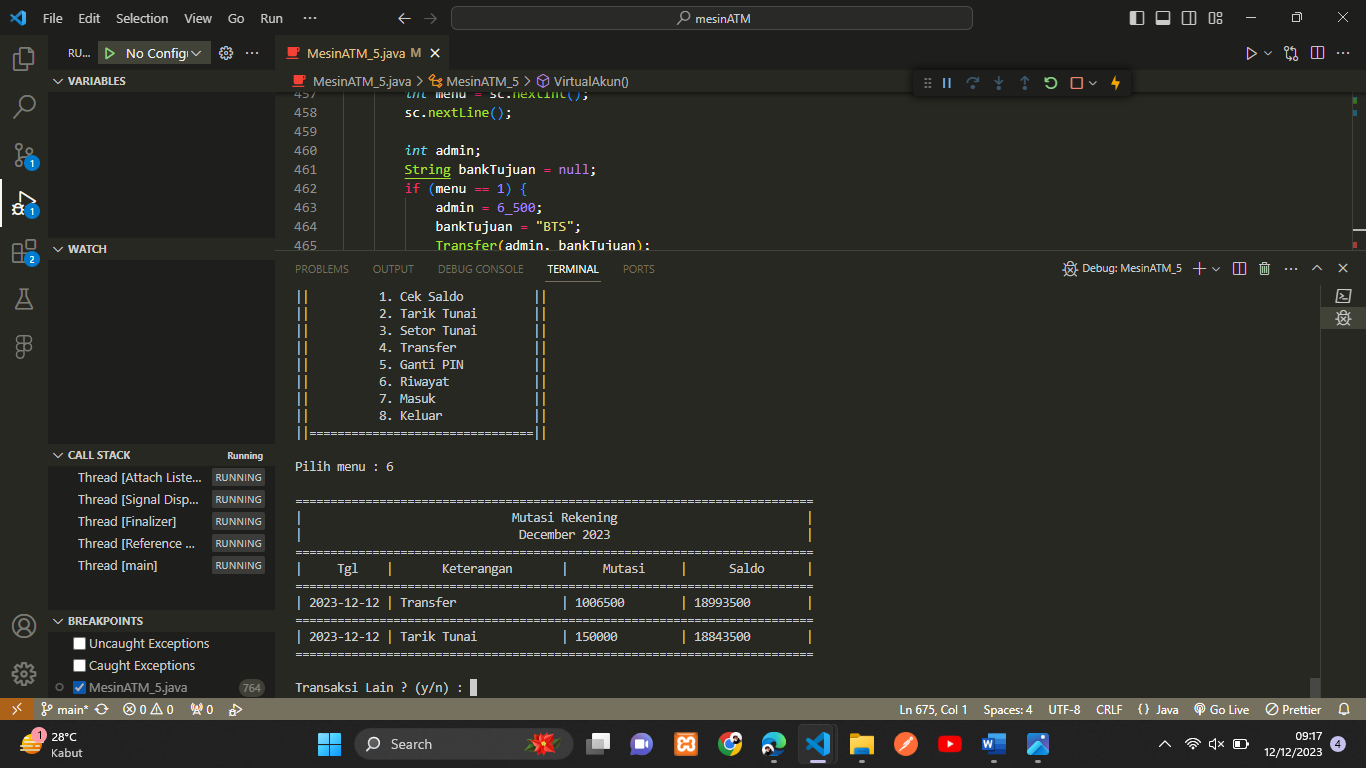 File Edit Selection View Go Run ··· mesinATM
RU... No Config
VARIABLES
WATCH
CALL STACK Running
Thread [Attach Liste... RUNNING
Thread [Signal Disp... RUNNING
Thread [Finalizer] RUNNING
Thread [Reference ... RUNNING
Thread [main] RUNNING
BREAKPOINTS
Uncaught Exceptions
Caught Exceptions
MesinATM_5.java 764
1
1
2
MesinATM_5.java M
MesinATM_5.java > MesinATM_5 > VirtualAkun()
457 int menu = sc.nextInt();
458 sc.nextLine();
459
460 int admin;
461 String bankTujuan = null;
462 if (menu == 1) {
463 admin = 6_500;
464 bankTujuan = "BTS";
465 Transfer(admin, bankTujuan);
PROBLEMS OUTPUT DEBUG CONSOLE TERMINAL PORTS Debug: MesinATM_5
|| 1. Cek Saldo ||
|| 2. Tarik Tunai ||
|| 3. Setor Tunai ||
|| 4. Transfer ||
|| 5. Ganti PIN ||
|| 6. Riwayat ||
|| 7. Masuk ||
|| 8. Keluar ||
||================================||
Pilih menu : 6
==========================================================================
| Mutasi Rekening |
| December 2023 |
==========================================================================
| Tgl | Keterangan | Mutasi | Saldo |
==========================================================================
| 2023-12-12 | Transfer | 1006500 | 18993500 |
==========================================================================
| 2023-12-12 | Tarik Tunai | 150000 | 18843500 |
==========================================================================
Transaksi Lain ? (y/n) :
main* 0 0 0 Ln 675, Col 1 Spaces: 4 UTF-8 CRLF {} Java Go Live Prettier
1 28°C
Kabut
Search
09:17
12/12/2023 4